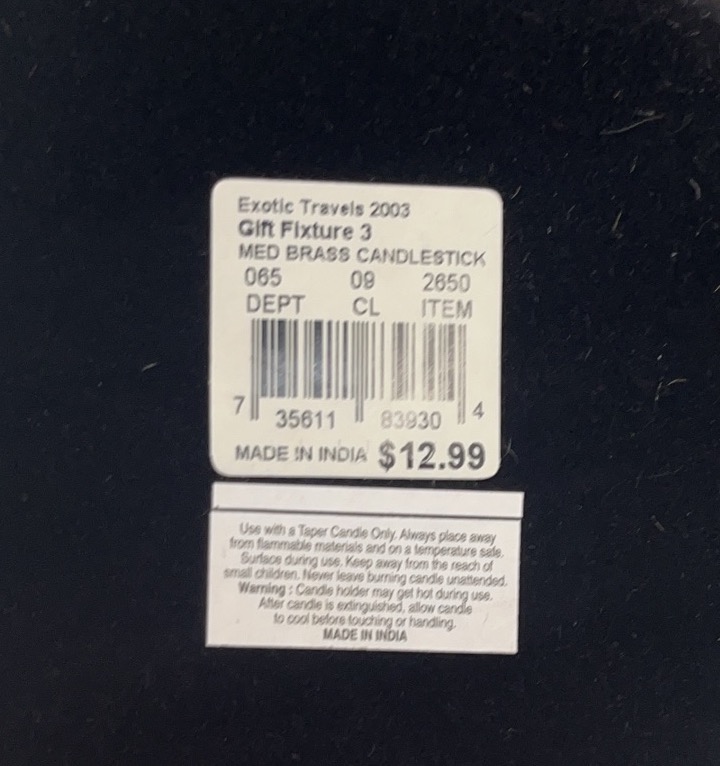 Exotic Travels 2003
Gift Fixture 3
MED BRASS CANDLESTICK
065 09 2650
DEPT CL ITEM
7 35611 83930 4
MADE IN INDIA $12.99
Use with a Taper Candle Only. Always place away
from flammable materials and on a temperature safe.
Surface during use. Keep away from the reach of
small children. Never leave burning candle unattended.
Warning : Candle holder may get hot during use.
After candle is extinguished, allow candle
to cool before touching or handling.
MADE IN INDIA